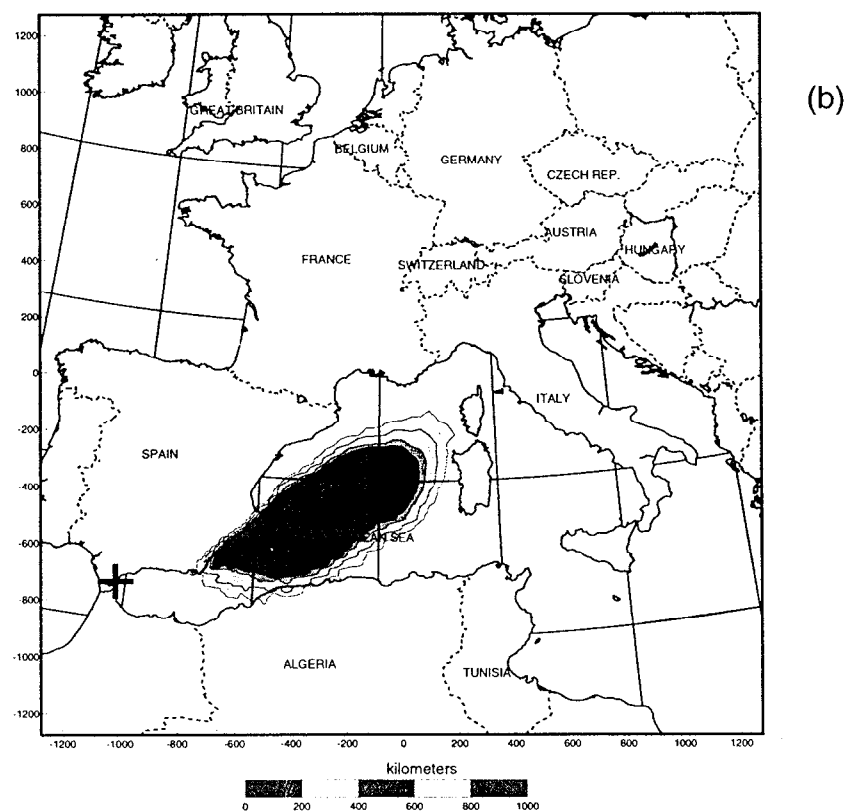 (b)
1200
1000
800
600
400
200
0
-200
-400
-600
-800
-1000
-1200
GREAT BRITAIN
BELGIUM
GERMANY
CZECH REP.
AUSTRIA
HUNGARY
FRANCE
SWITZERLAND
SLOVENIA
ITALY
SPAIN
SEA
ALGERIA
TUNISIA
-1200 -1000 -800 -600 -400 -200 0 200 400 600 800 1000 1200
kilometers
0 200 400 600 800 1000